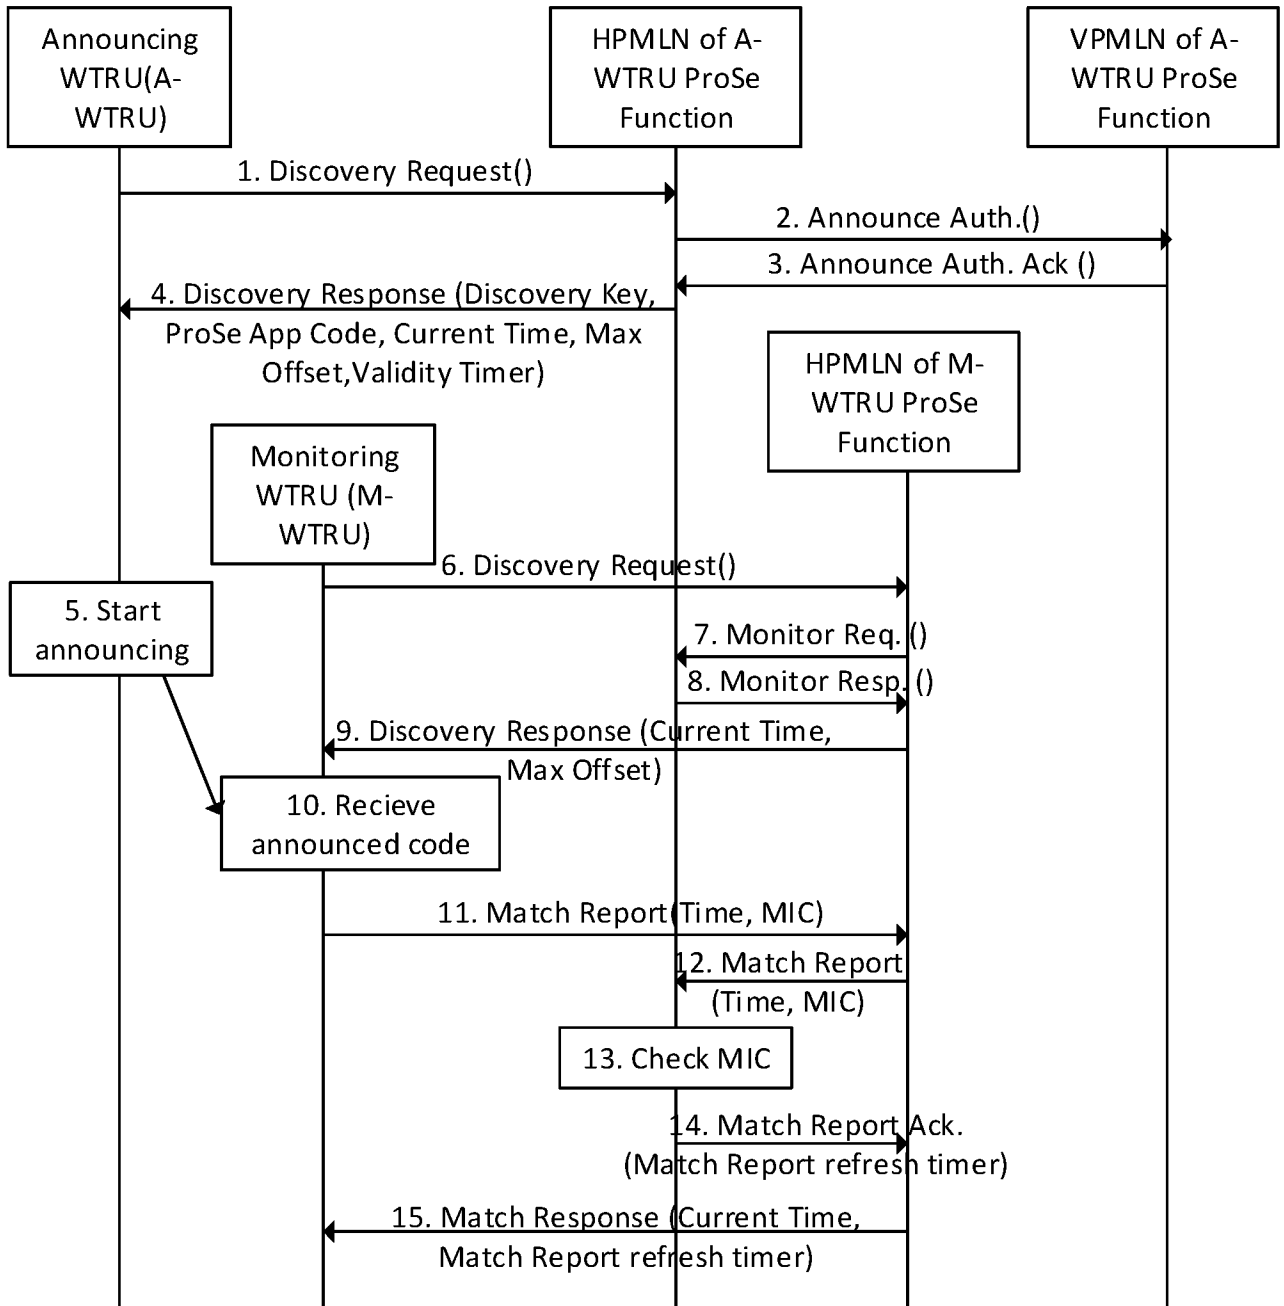 Announcing
WTRU(A-
WTRU)
HPMLN of A-
WTRU ProSe
Function
VPMLN of A-
WTRU ProSe
Function
1. Discovery Request()
2. Announce Auth.()
3. Announce Auth. Ack ()
4. Discovery Response (Discovery Key,
ProSe App Code, Current Time, Max
Offset,Validity Timer)
HPMLN of M-
WTRU ProSe
Function
Monitoring
WTRU (M-
WTRU)
6. Discovery Request()
5. Start
announcing
7. Monitor Req. ()
8. Monitor Resp. ()
9. Discovery Response (Current Time,
Max Offset)
10. Recieve
announced code
11. Match Report(Time, MIC)
12. Match Report
(Time, MIC)
13. Check MIC
14. Match Report Ack.
(Match Report refresh timer)
15. Match Response (Current Time,
Match Report refresh timer)